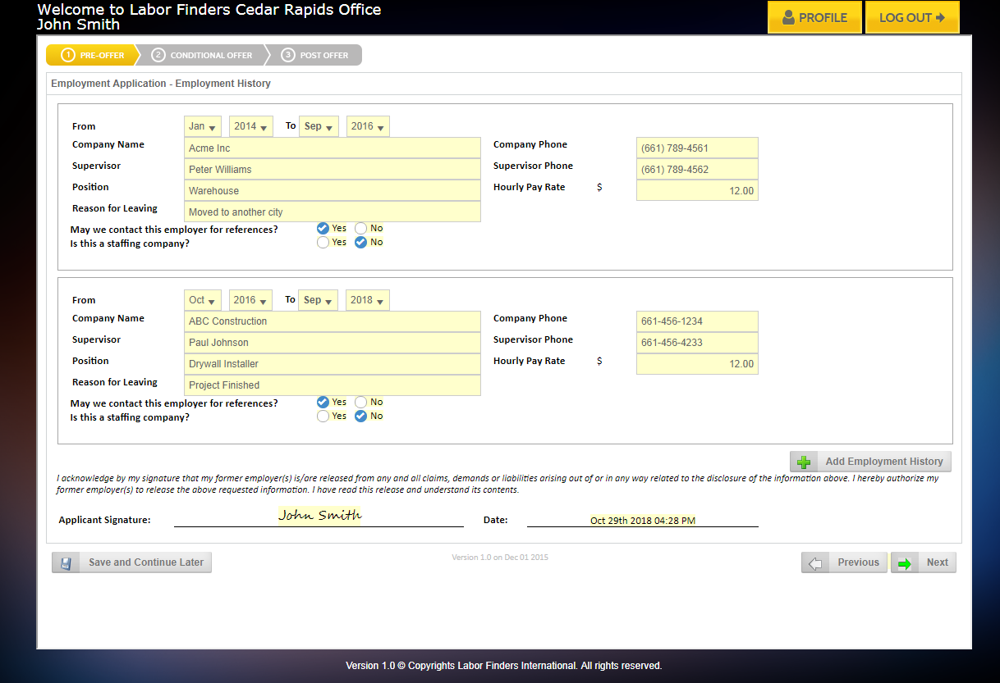 Welcome to Labor Finders Cedar Rapids Office
John Smith
PROFILE
LOG OUT
1 PRE-OFFER 2 CONDITIONAL OFFER 3 POST OFFER
Employment Application - Employment History
From Jan 2014 To Sep 2016
Company Name Acme Inc Company Phone (661) 789-4561
Supervisor Peter Williams Supervisor Phone (661) 789-4562
Position Warehouse Hourly Pay Rate $ 12.00
Reason for Leaving Moved to another city
May we contact this employer for references? Yes No
Is this a staffing company? Yes No
From Oct 2016 To Sep 2018
Company Name ABC Construction Company Phone 661-456-1234
Supervisor Paul Johnson Supervisor Phone 661-456-4233
Position Drywall Installer Hourly Pay Rate $ 12.00
Reason for Leaving Project Finished
May we contact this employer for references? Yes No
Is this a staffing company? Yes No
Add Employment History
I acknowledge by my signature that my former employer(s) is/are released from any and all claims, demands or liabilities arising out of or in any way related to the disclosure of the information above. I hereby authorize my
former employer(s) to release the above requested information. I have read this release and understand its contents.
Applicant Signature: John Smith Date: Oct 29th 2018 04:28 PM
Save and Continue Later Version 1.0 on Dec 01 2015 Previous Next
Version 1.0 © Copyrights Labor Finders International. All rights reserved.